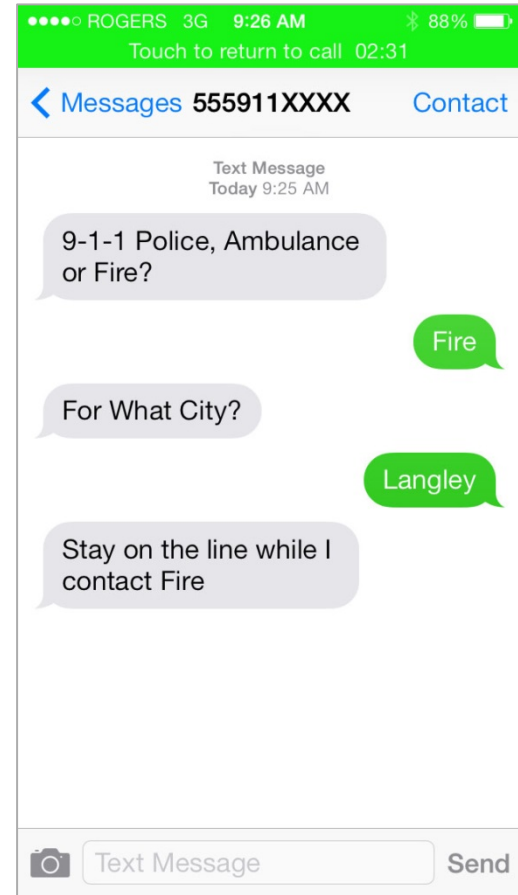 ROGERS 3G 9:26 AM 88%
Touch to return to call 02:31
Messages 555911XXXX Contact
Text Message
Today 9:25 AM
9-1-1 Police, Ambulance
or Fire?
Fire
For What City?
Langley
Stay on the line while I
contact Fire
Text Message Send